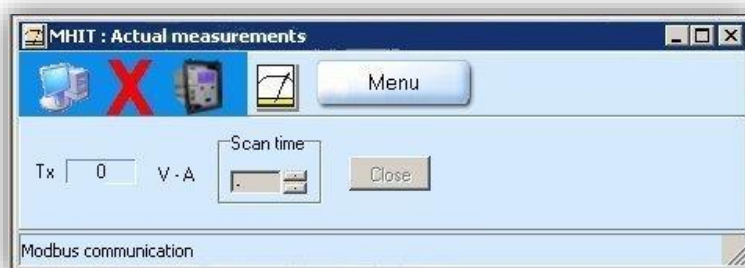 MHIT : Actual measurements
Menu
Scan time
Tx 0 V - A . Close
Modbus communication